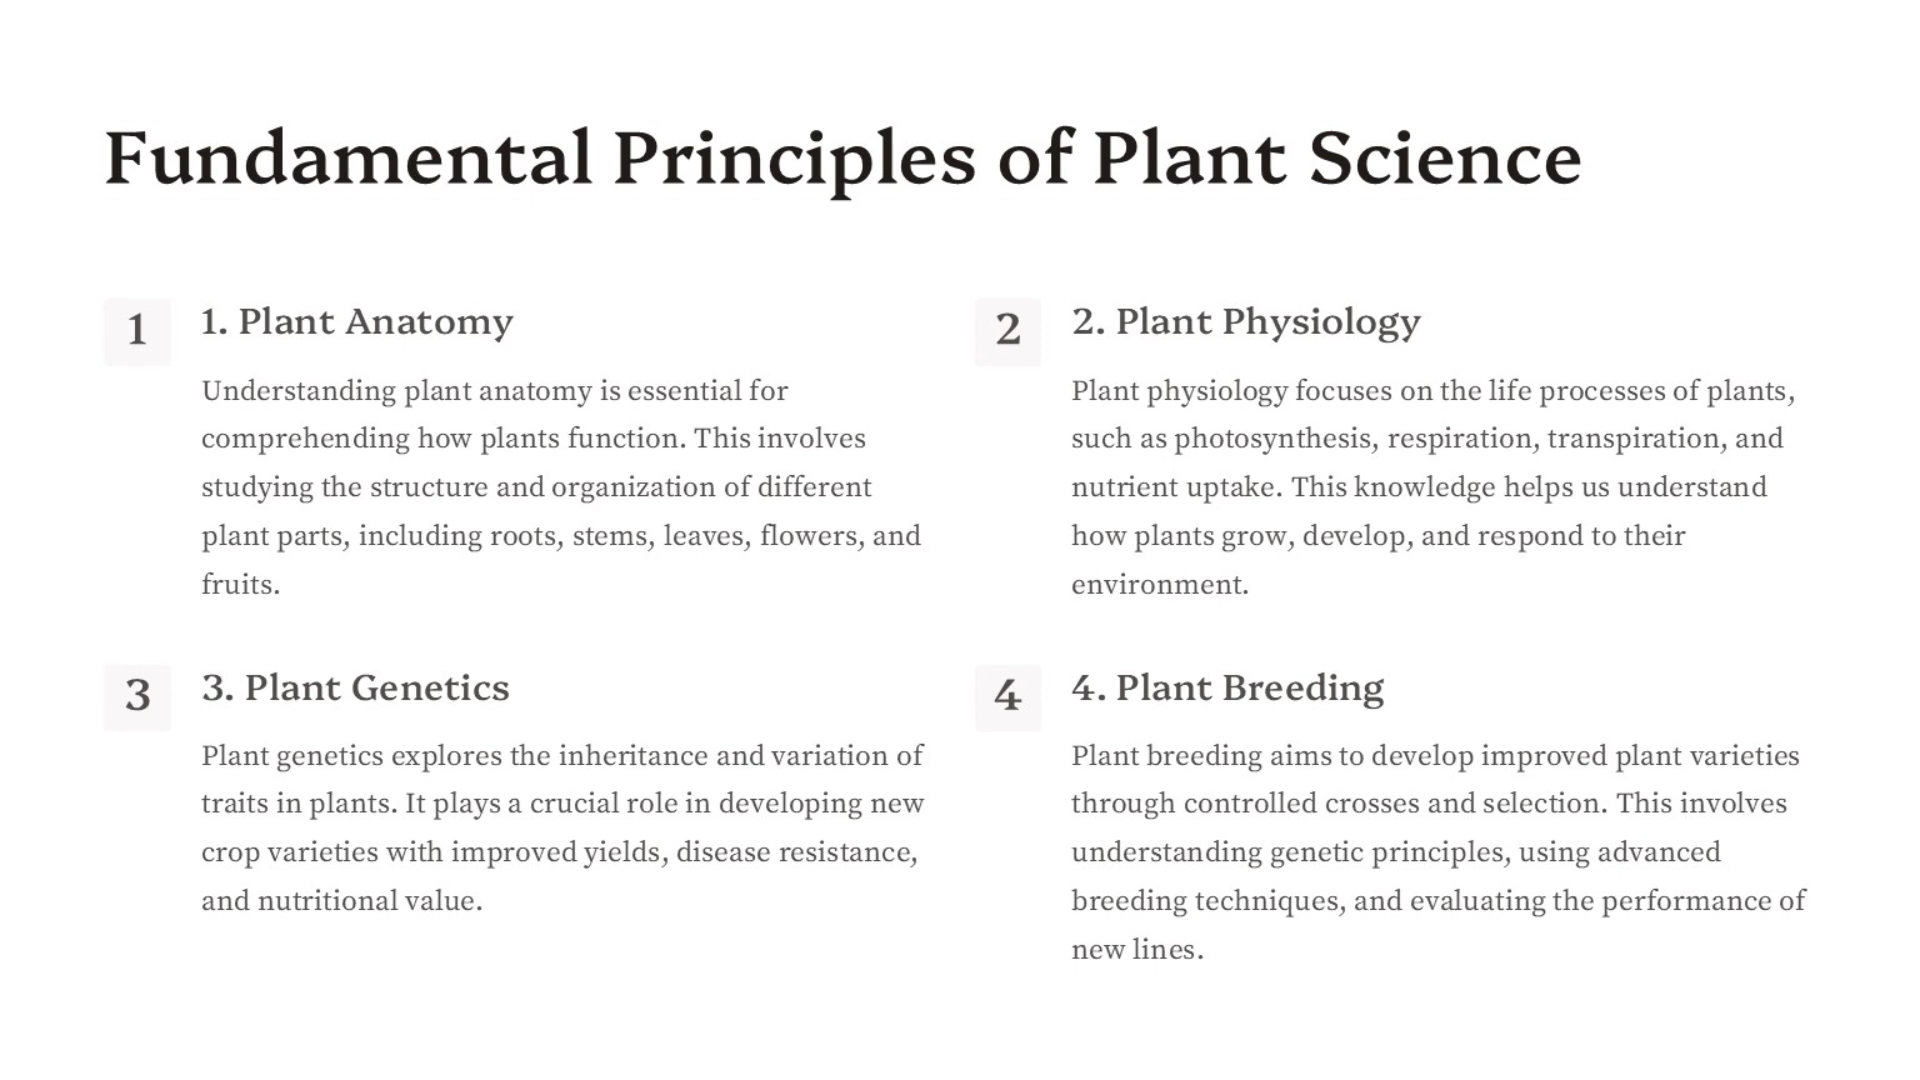 Fundamental Principles of Plant Science
1
1. Plant Anatomy
Understanding plant anatomy is essential for
comprehending how plants function. This involves
studying the structure and organization of different
plant parts, including roots, stems, leaves, flowers, and
fruits.
2
2. Plant Physiology
Plant physiology focuses on the life processes of plants,
such as photosynthesis, respiration, transpiration, and
nutrient uptake. This knowledge helps us understand
how plants grow, develop, and respond to their
environment.
3
3. Plant Genetics
Plant genetics explores the inheritance and variation of
traits in plants. It plays a crucial role in developing new
crop varieties with improved yields, disease resistance,
and nutritional value.
4
4. Plant Breeding
Plant breeding aims to develop improved plant varieties
through controlled crosses and selection. This involves
understanding genetic principles, using advanced
breeding techniques, and evaluating the performance of
new lines.